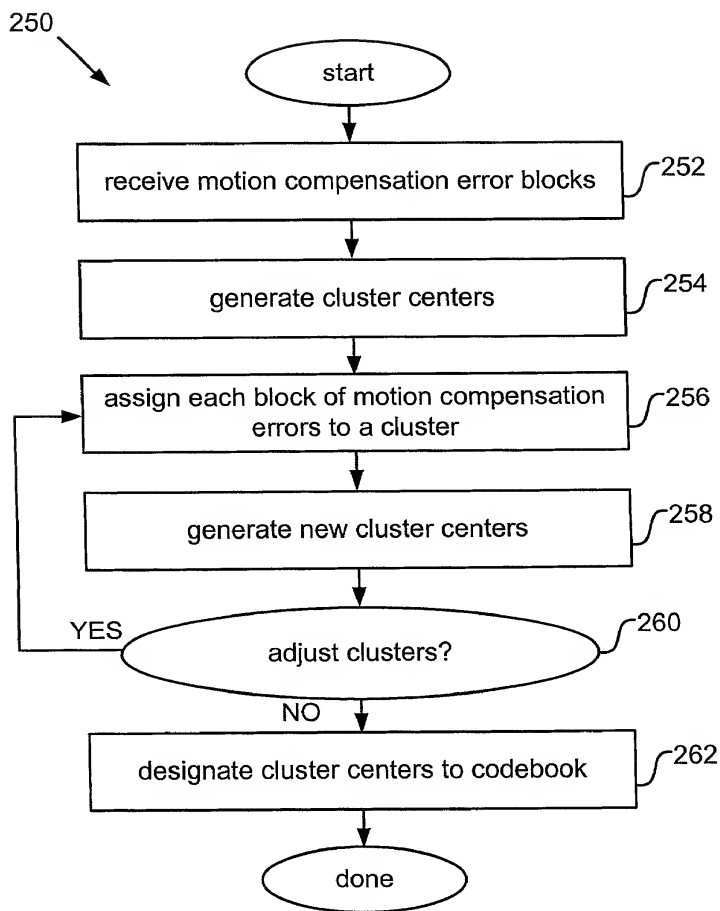 250
start
receive motion compensation error blocks
252
generate cluster centers
254
assign each block of motion compensation
errors to a cluster
256
generate new cluster centers
258
YES
adjust clusters?
260
NO
designate cluster centers to codebook
262
done